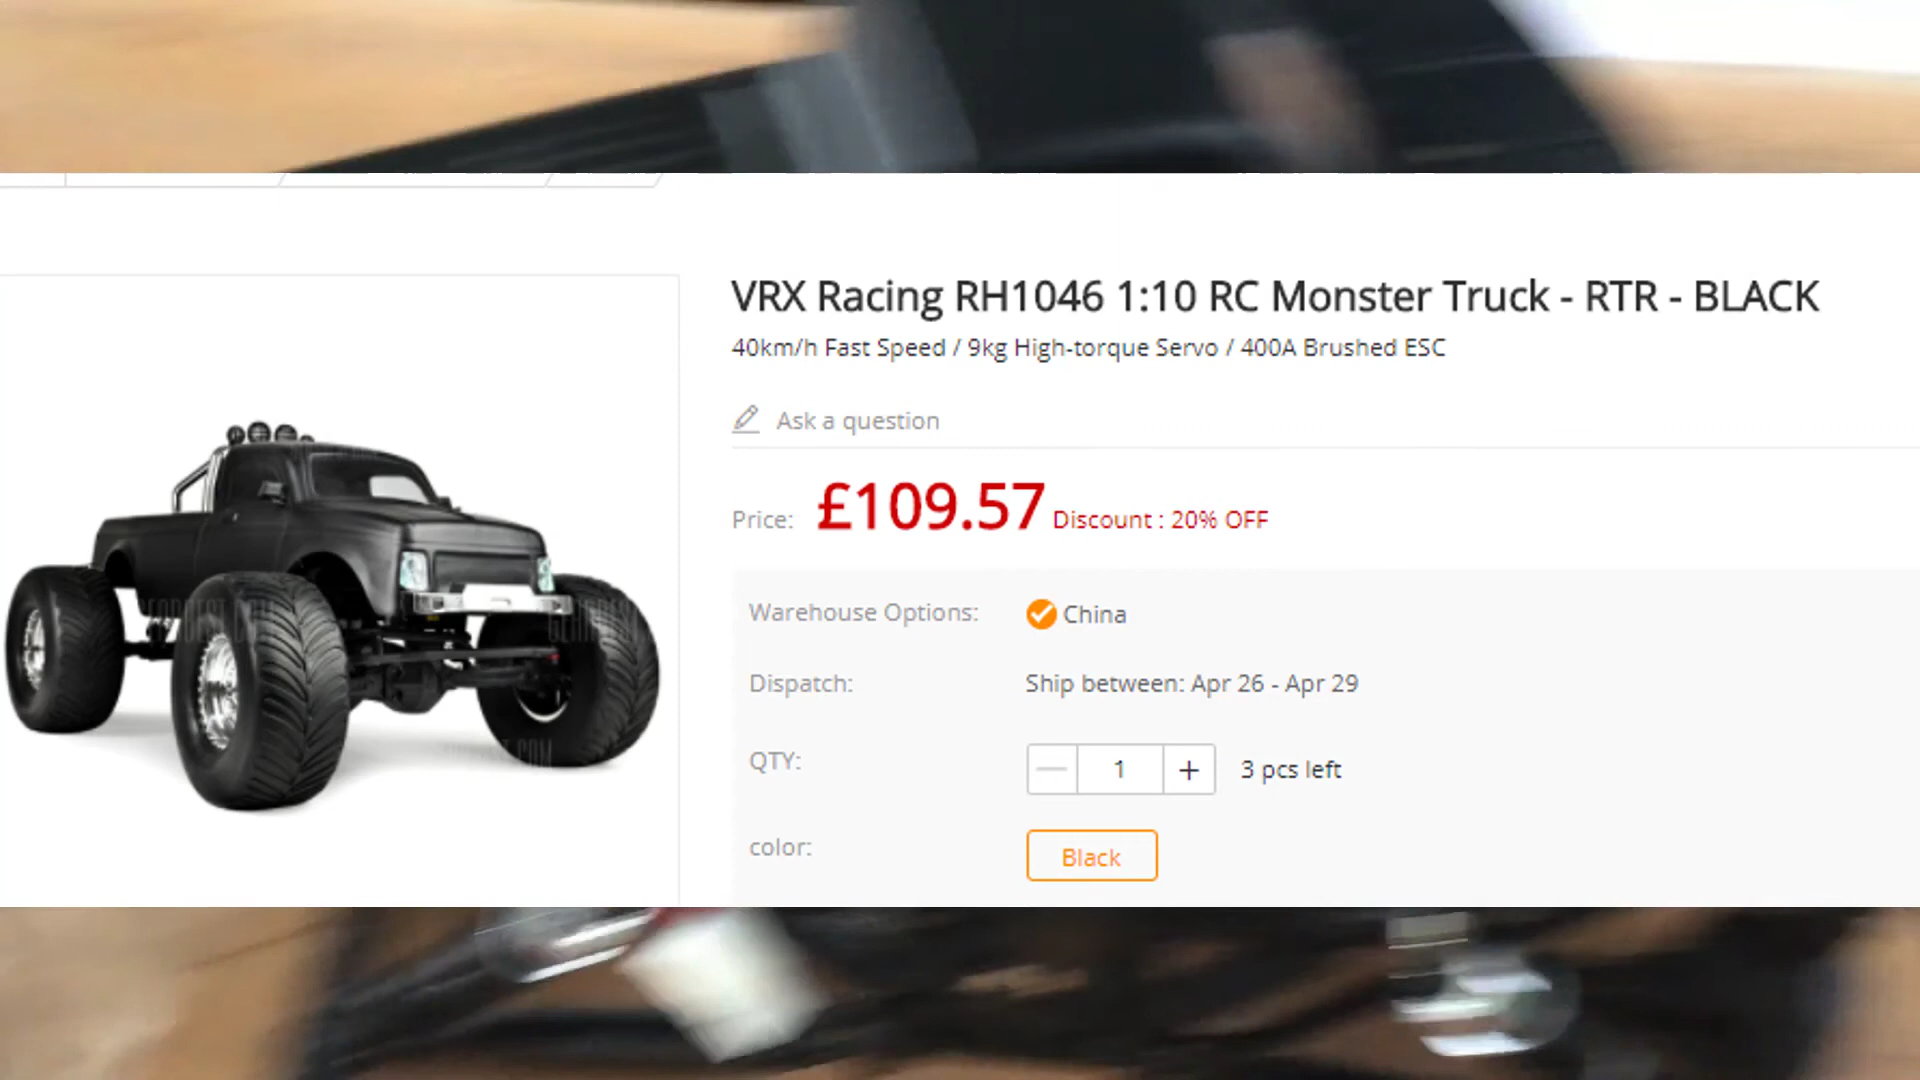 VRX Racing RH1046 1:10 RC Monster Truck - RTR - BLACK
40km/h Fast Speed / 9kg High-torque Servo / 400A Brushed ESC
Ask a question
Price: £109.57 Discount : 20% OFF
Warehouse Options: China
Dispatch: Ship between: Apr 26 - Apr 29
QTY: 1 + 3 pcs left
color: Black